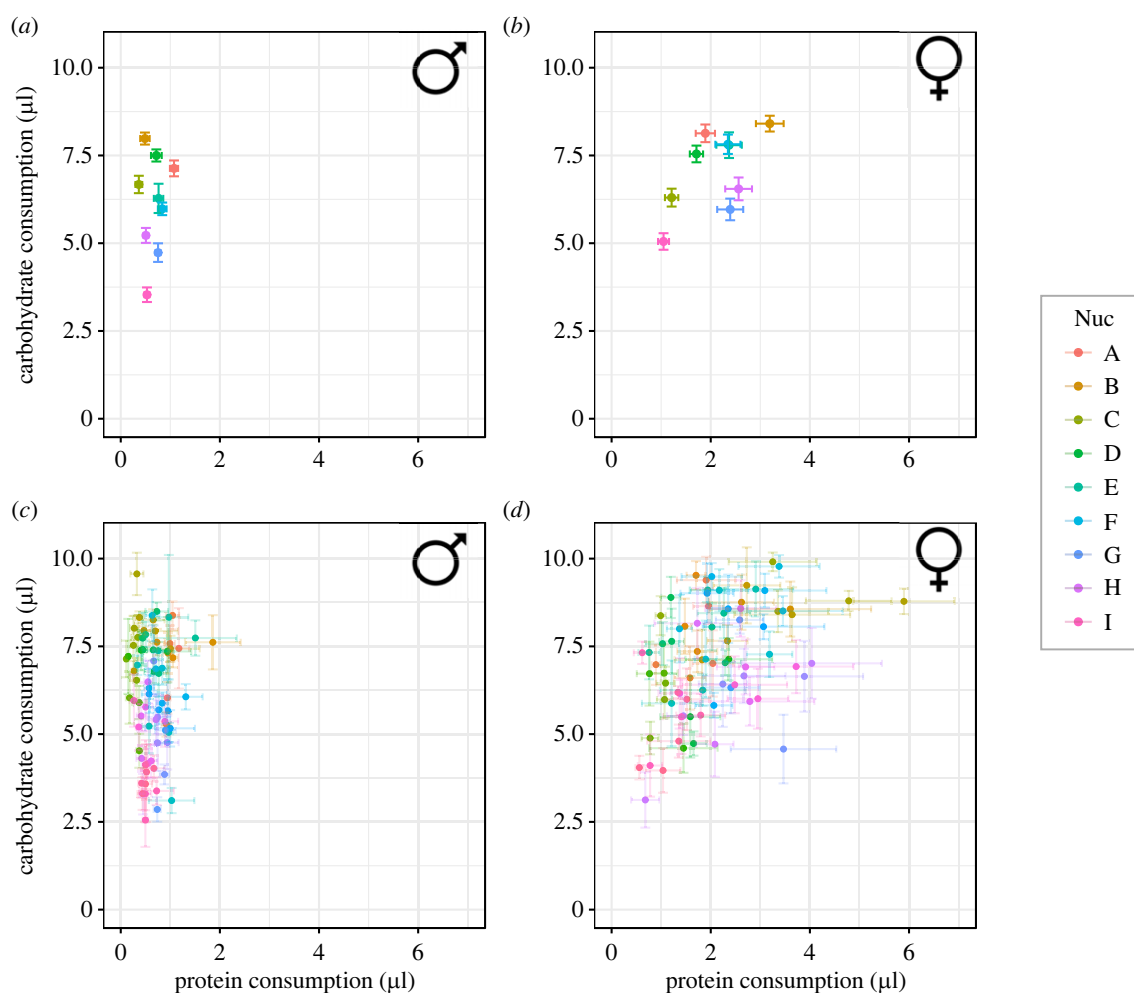 (a)
(b)
carbohydrate consumption (µl)
10.0
7.5
5.0
2.5
0
0 2 4 6
10.0
7.5
5.0
2.5
0
0 2 4 6
(c)
(d)
carbohydrate consumption (µl)
10.0
7.5
5.0
2.5
0
0 2 4 6
protein consumption (µl)
10.0
7.5
5.0
2.5
0
0 2 4 6
protein consumption (µl)
Nuc
A
B
C
D
E
F
G
H
I